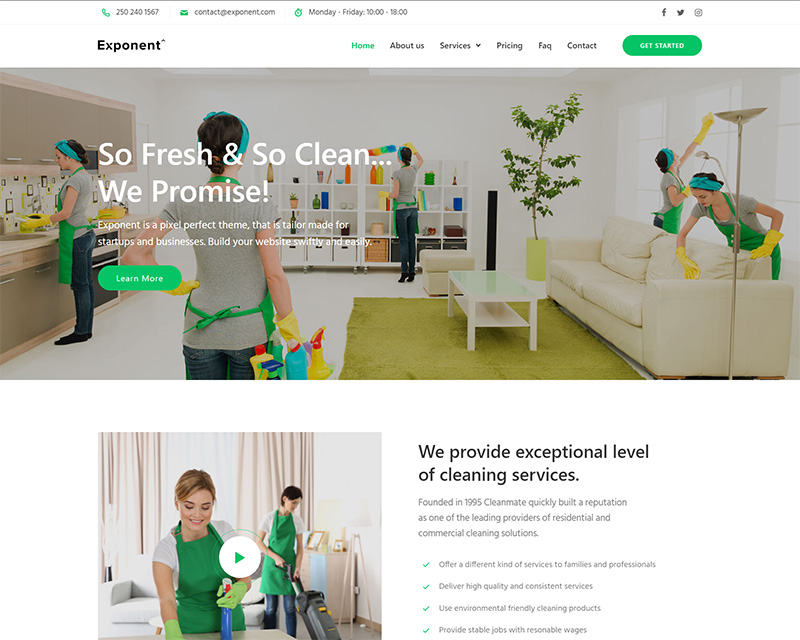 250 240 1567 contact@exponent.com Monday - Friday: 10:00 - 18:00
Exponent^ Home About us Services Pricing Faq Contact GET STARTED
So Fresh & So Clean...
We Promise!
Exponent is a pixel perfect theme, that is tailor made for
startups and businesses. Build your website swiftly and easily.
Learn More
We provide exceptional level
of cleaning services.
Founded in 1995 Cleanmate quickly built a reputation
as one of the leading providers of residential and
commercial cleaning solutions.
Offer a different kind of services to families and professionals
Deliver high quality and consistent services
Use environmental friendly cleaning products
Provide stable jobs with resonable wages